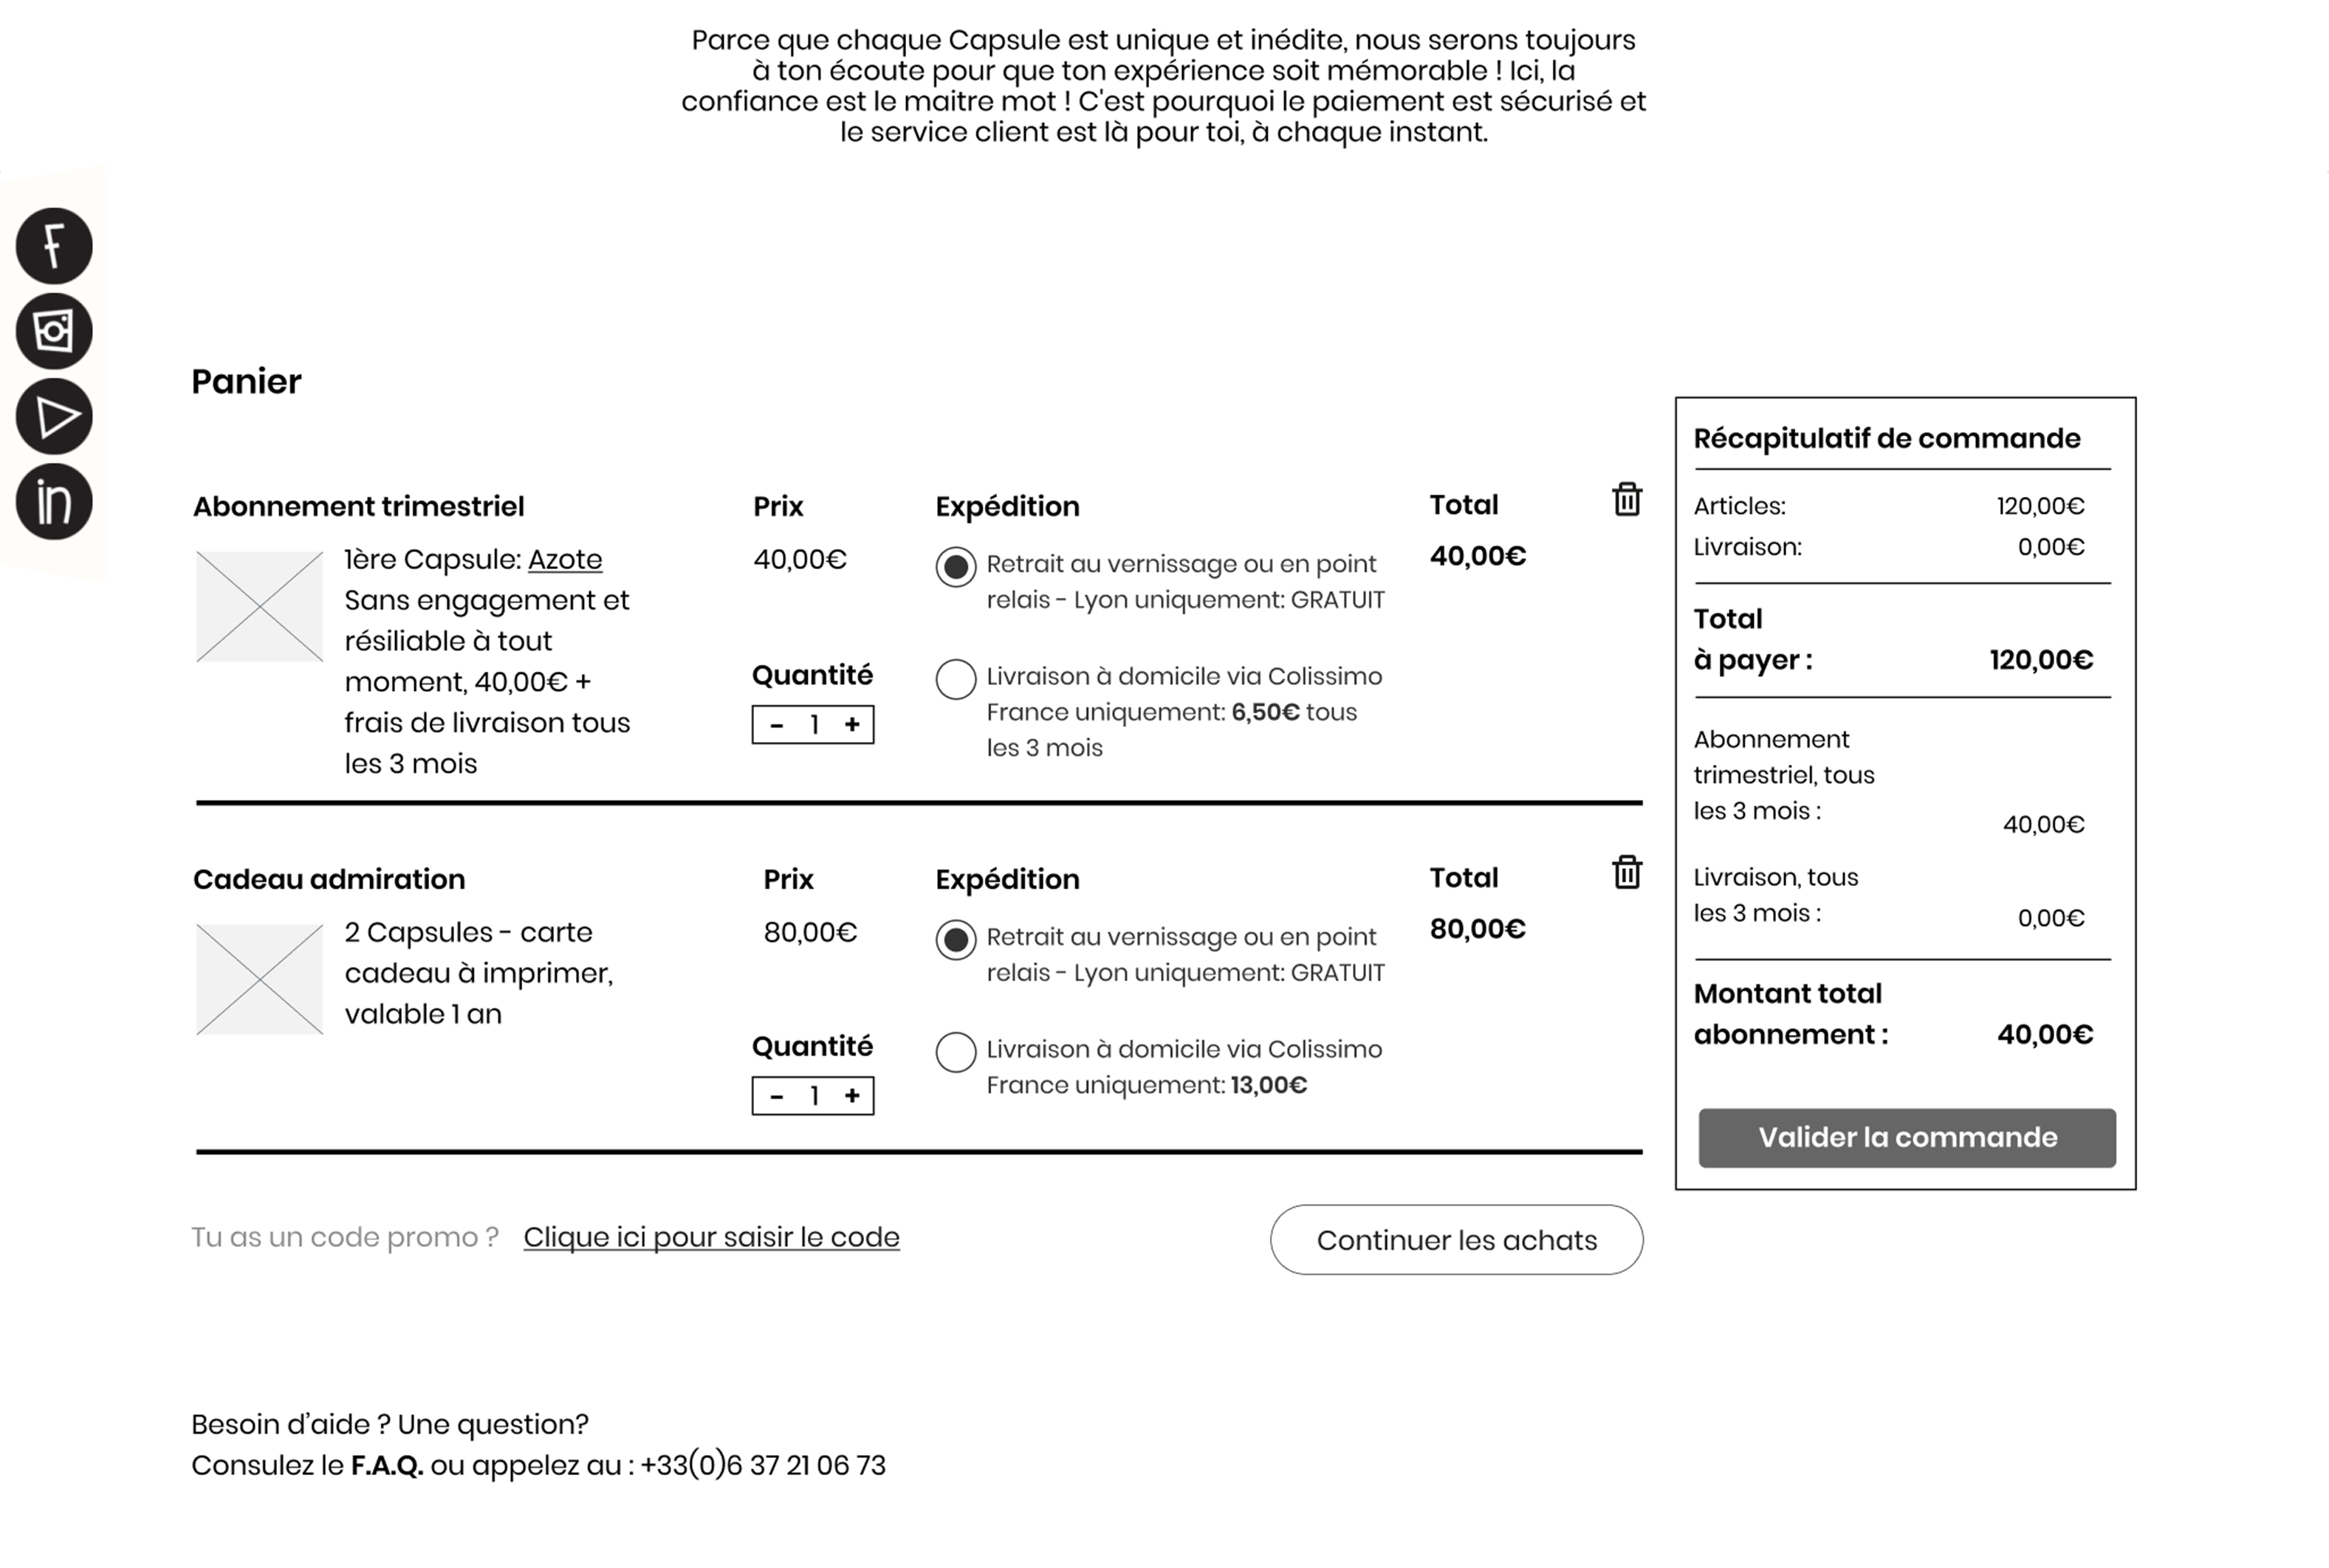 Parce que chaque Capsule est unique et inédite, nous serons toujours
à ton écoute pour que ton expérience soit mémorable ! Ici, la
confiance est le maitre mot ! C'est pourquoi le paiement est sécurisé et
le service client est là pour toi, à chaque instant.
f
in
Panier
Abonnement trimestriel
1ère Capsule: Azote
Sans engagement et
résiliable à tout
moment, 40,00€ +
frais de livraison tous
les 3 mois
Prix
40,00€
Quantité
- 1 +
Expédition
Retrait au vernissage ou en point
relais - Lyon uniquement: GRATUIT
Livraison à domicile via Colissimo
France uniquement: 6,50€ tous
les 3 mois
Total
40,00€
Cadeau admiration
2 Capsules - carte
cadeau à imprimer,
valable 1 an
Prix
80,00€
Quantité
- 1 +
Expédition
Retrait au vernissage ou en point
relais - Lyon uniquement: GRATUIT
Livraison à domicile via Colissimo
France uniquement: 13,00€
Total
80,00€
Tu as un code promo ? Clique ici pour saisir le code
Continuer les achats
Récapitulatif de commande
Articles: 120,00€
Livraison: 0,00€
Total
à payer : 120,00€
Abonnement
trimestriel, tous
les 3 mois :
40,00€
Livraison, tous
les 3 mois :
0,00€
Montant total
abonnement : 40,00€
Valider la commande
Besoin d'aide ? Une question?
Consulez le F.A.Q. ou appelez au : +33(0)6 37 21 06 73